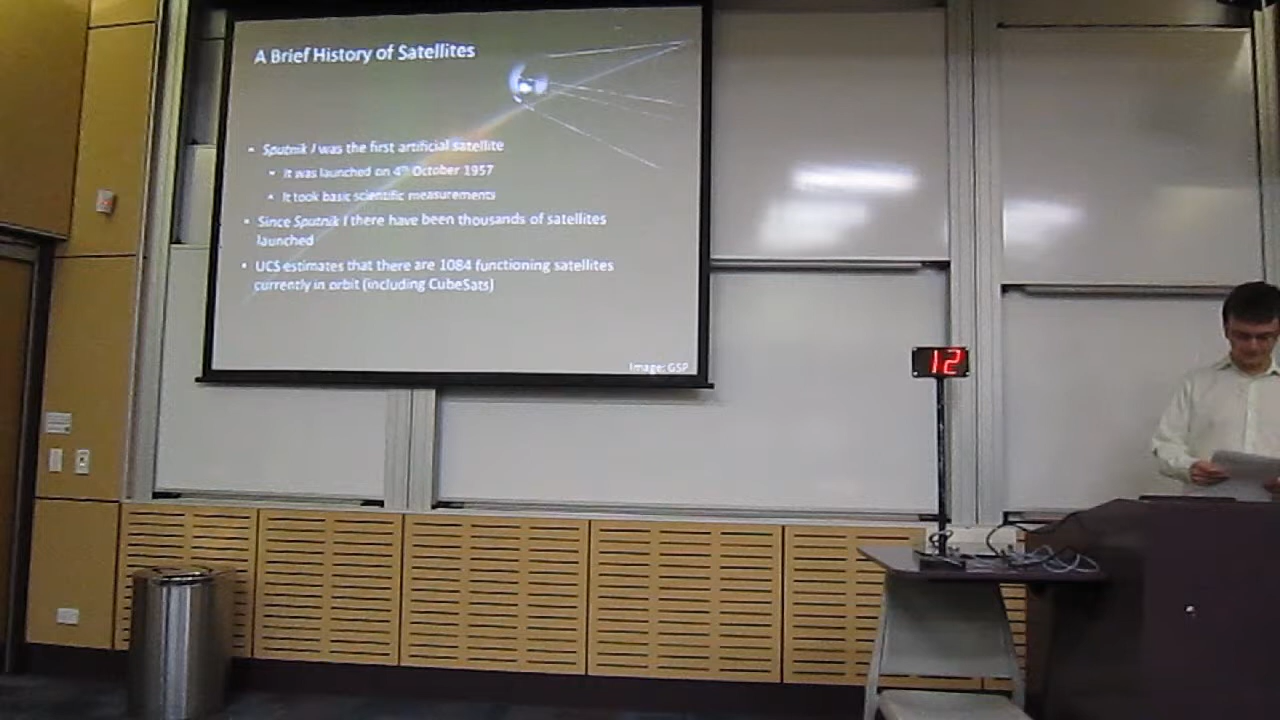 A Brief History of Satellites
• Sputnik I was the first artificial satellite
• It was launched on 4th October 1957
• It took basic scientific measurements
• Since Sputnik I there have been thousands of satellites
launched
• UCS estimates that there are 1084 functioning satellites
currently in orbit (including CubeSats)
Image: GSP
12